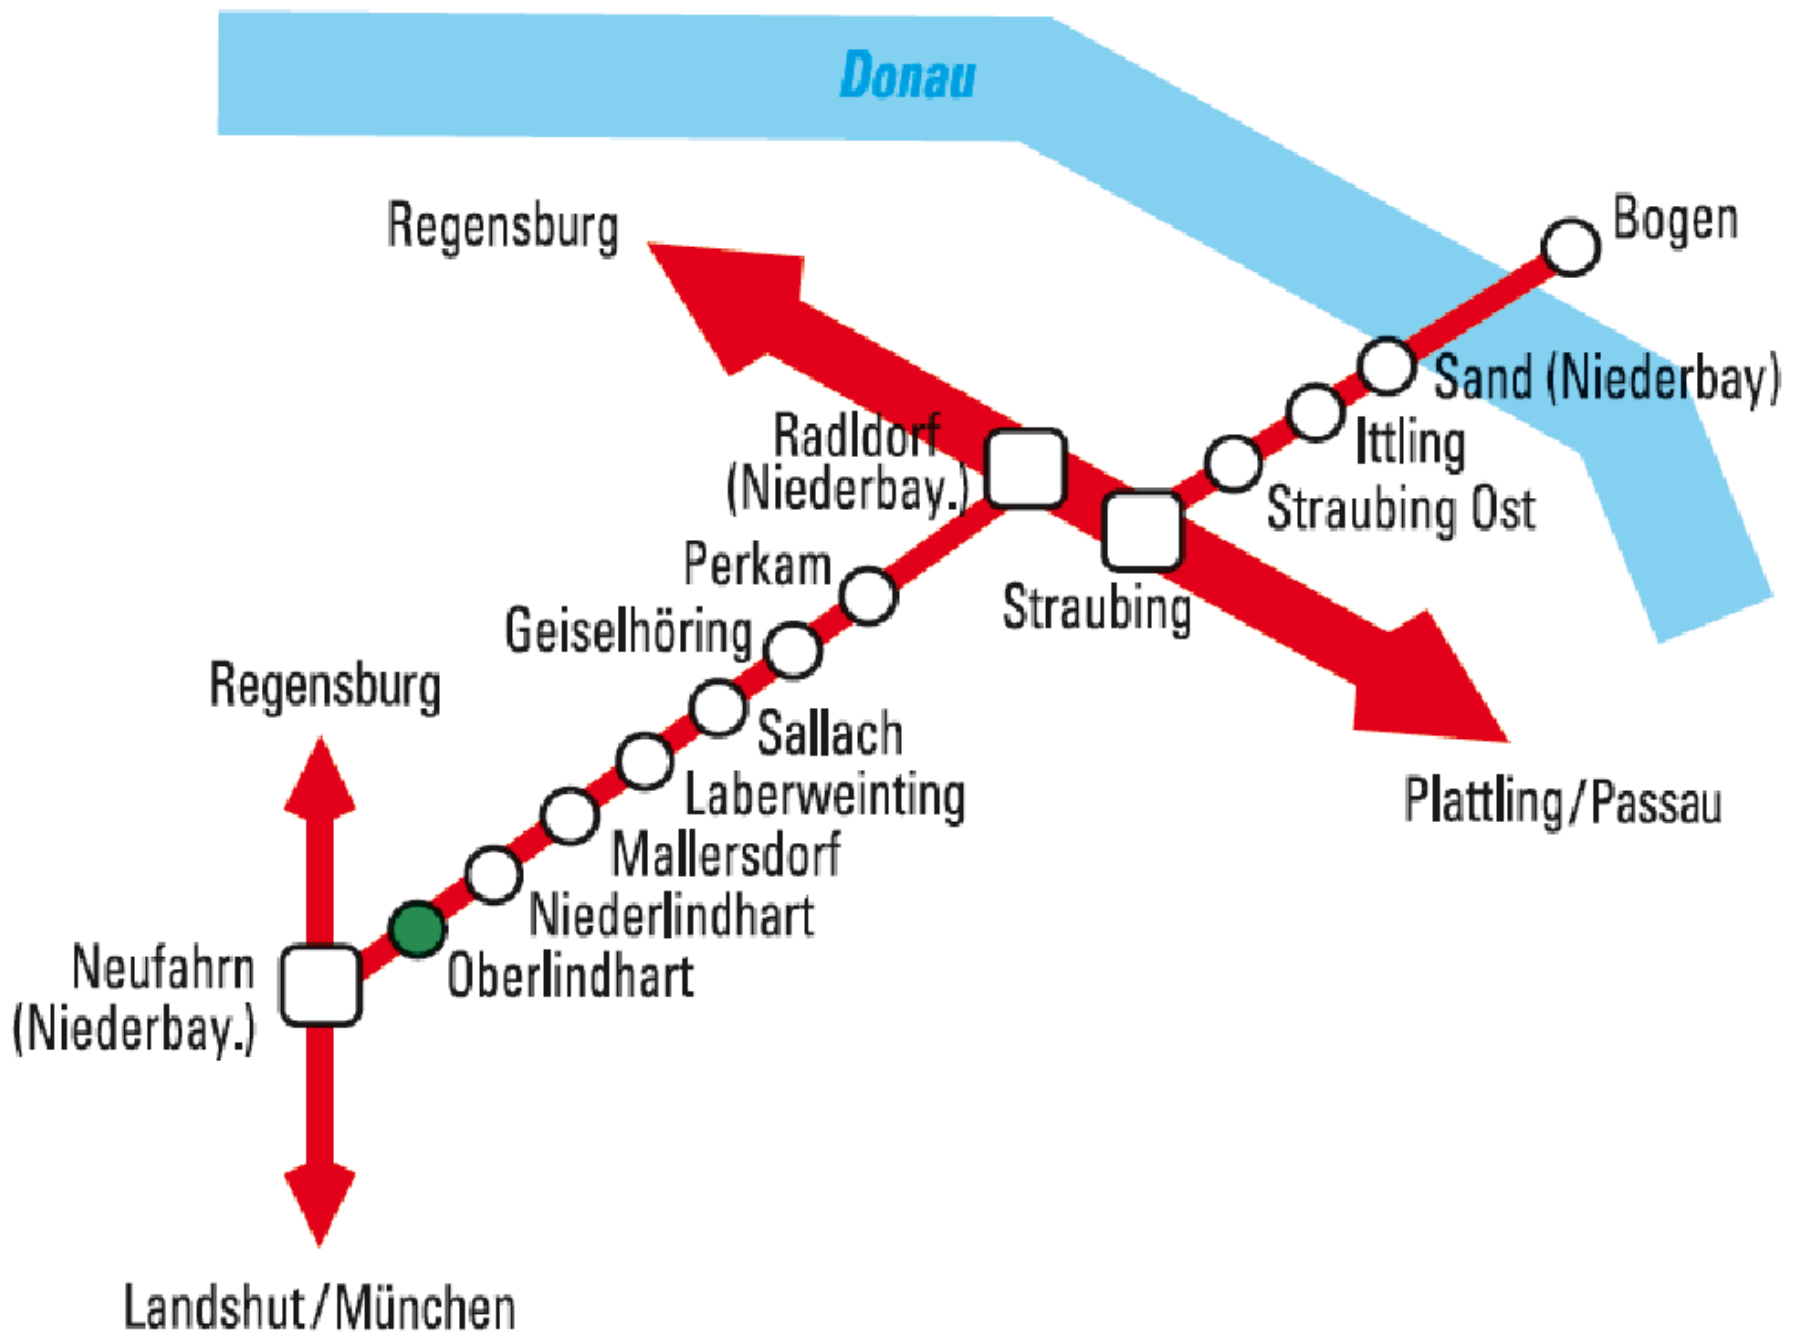 Donau
Bogen
Regensburg
Sand (Niederbay)
Radldorf
(Niederbay.)
Ittling
Straubing Ost
Perkam
Straubing
Geiselhöring
Regensburg
Sallach
Laberweinting
Plattling/Passau
Mallersdorf
Niederlindhart
Neufahrn
(Niederbay.)
Oberlindhart
Landshut/München